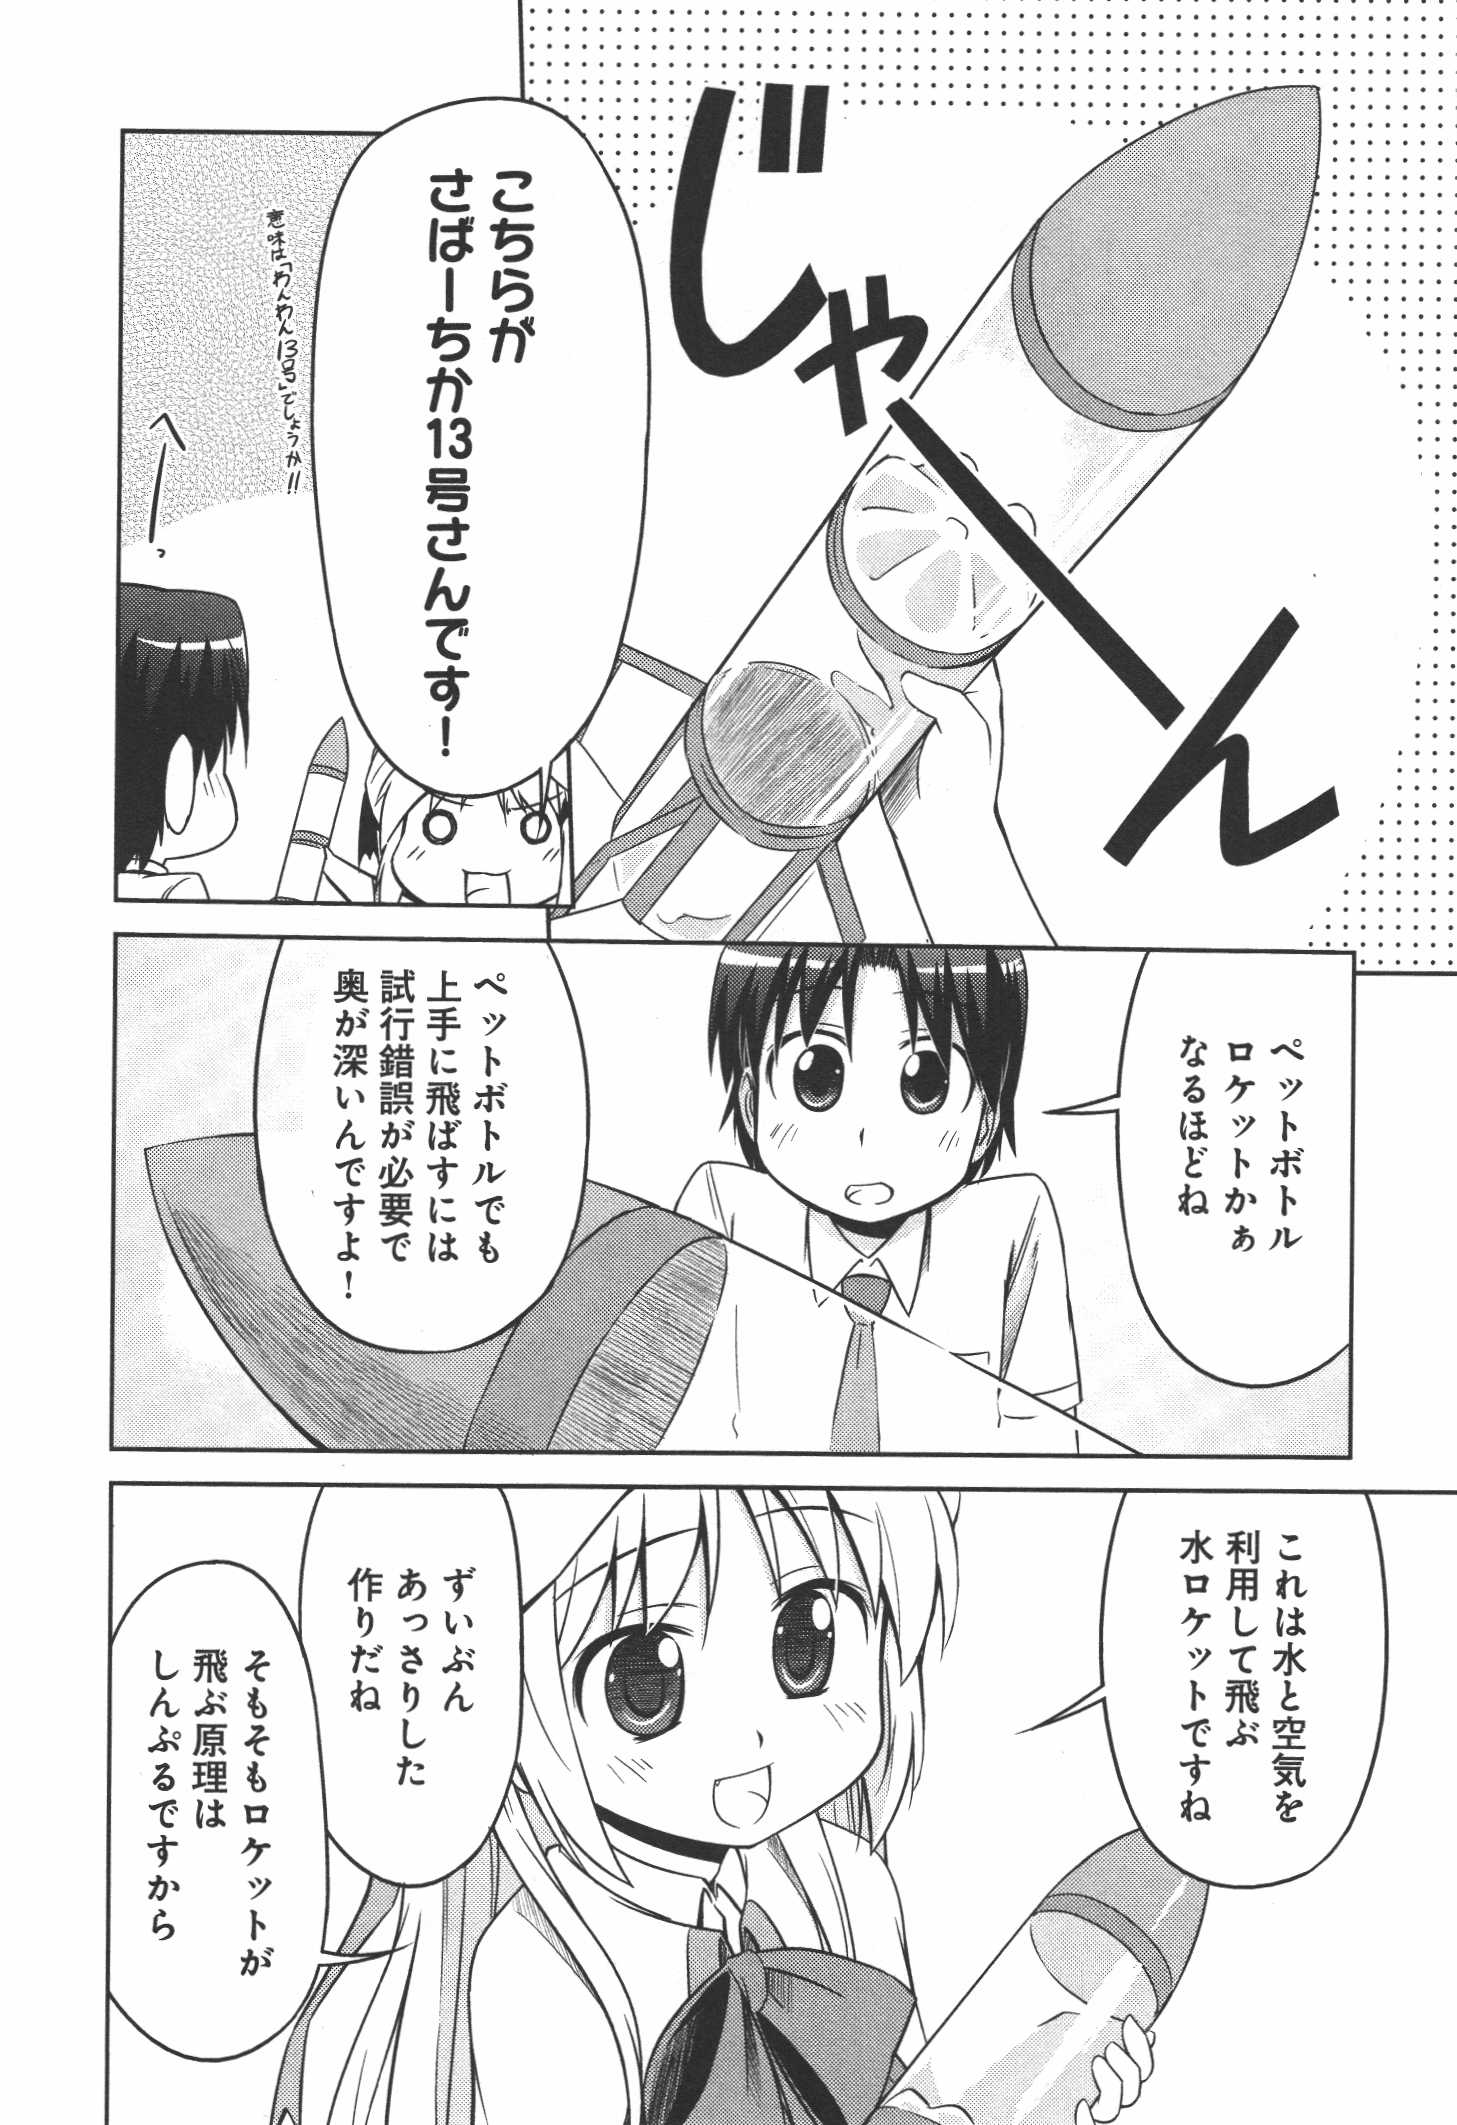 じゃーん
こちらが
さばーちか13号さんです！
意味は「わんわん13号」でしょうか!!
へーっ
ペットボトル
ロケットかぁ
なるほどね
ペットボトルでも
上手に飛ばすには
試行錯誤が必要で
奥が深いんですよ！
これは水と空気を
利用して飛ぶ
水ロケットですね
ずいぶん
あっさりした
作りだね
そもそもロケットが
飛ぶ原理は
しんぷるですから